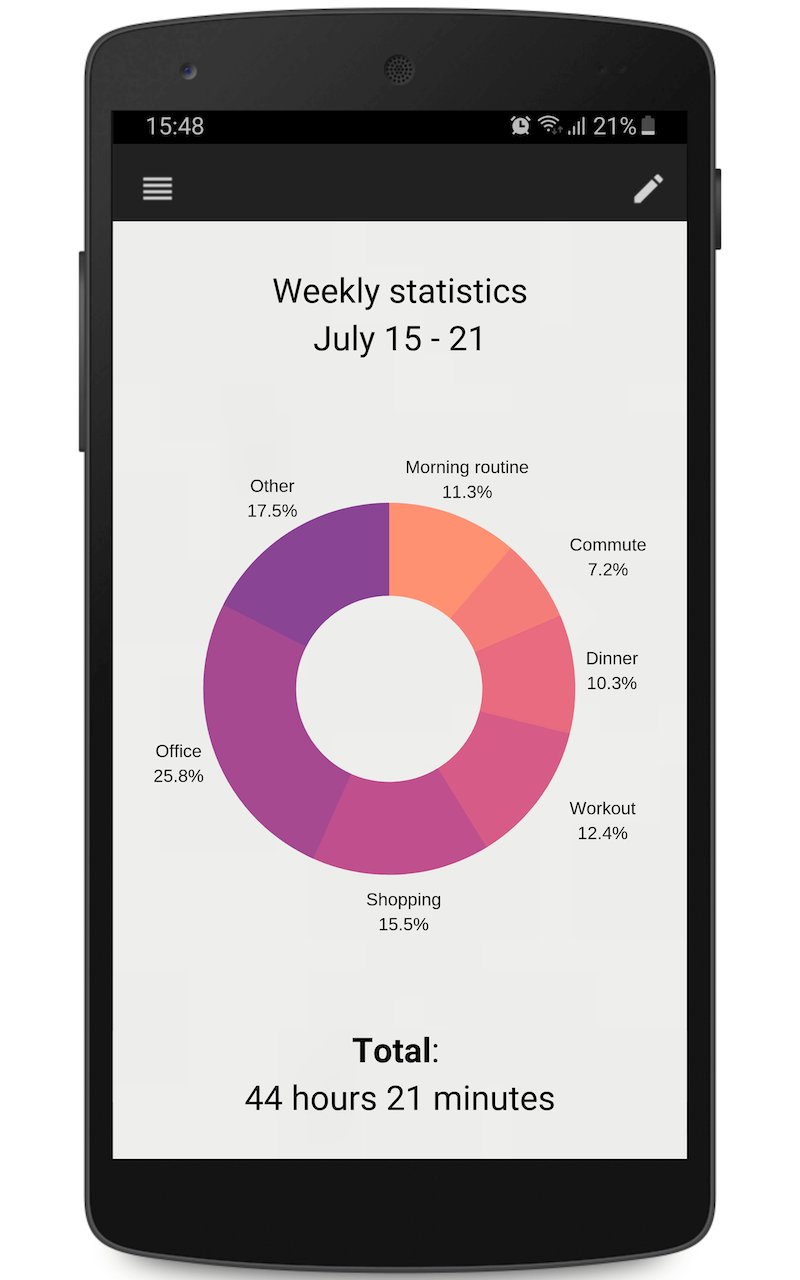 15:48
21%
Weekly statistics
July 15 - 21
Morning routine
11.3%
Other
17.5%
Commute
7.2%
Dinner
10.3%
Office
25.8%
Workout
12.4%
Shopping
15.5%
Total:
44 hours 21 minutes